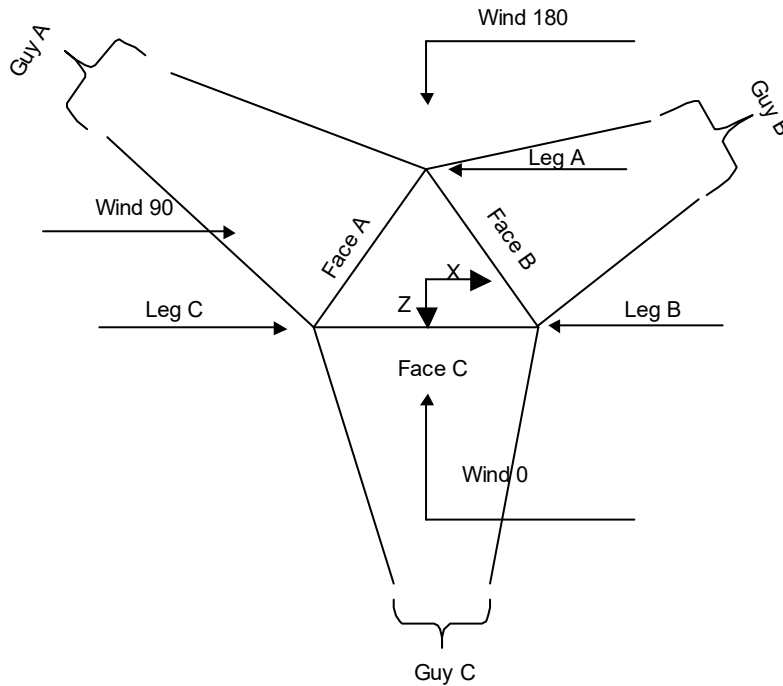 Wind 180
Guy A
Guy B
Leg A
Wind 90
Face A
Face B
X
Z
Leg C
Leg B
Face C
Wind 0
Guy C